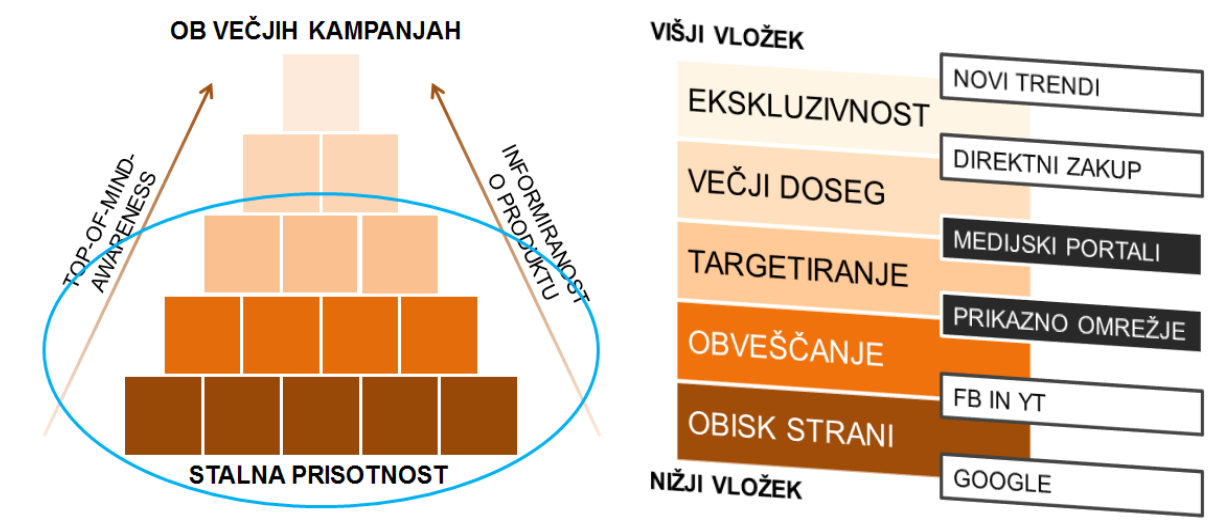 OB VEČJIH KAMPANJAH
TOP-OF-MIND-
AWARENESS
INFORMIRANOST
O PRODUKTU
STALNA PRISOTNOST
VIŠJI VLOŽEK
EKSKLUZIVNOST
VEČJI DOSEG
TARGETIRANJE
OBVEŠČANJE
OBISK STRANI
NIŽJI VLOŽEK
NOVI TRENDI
DIREKTNI ZAKUP
MEDIJSKI PORTALI
PRIKAZNO OMREŽJE
FB IN YT
GOOGLE